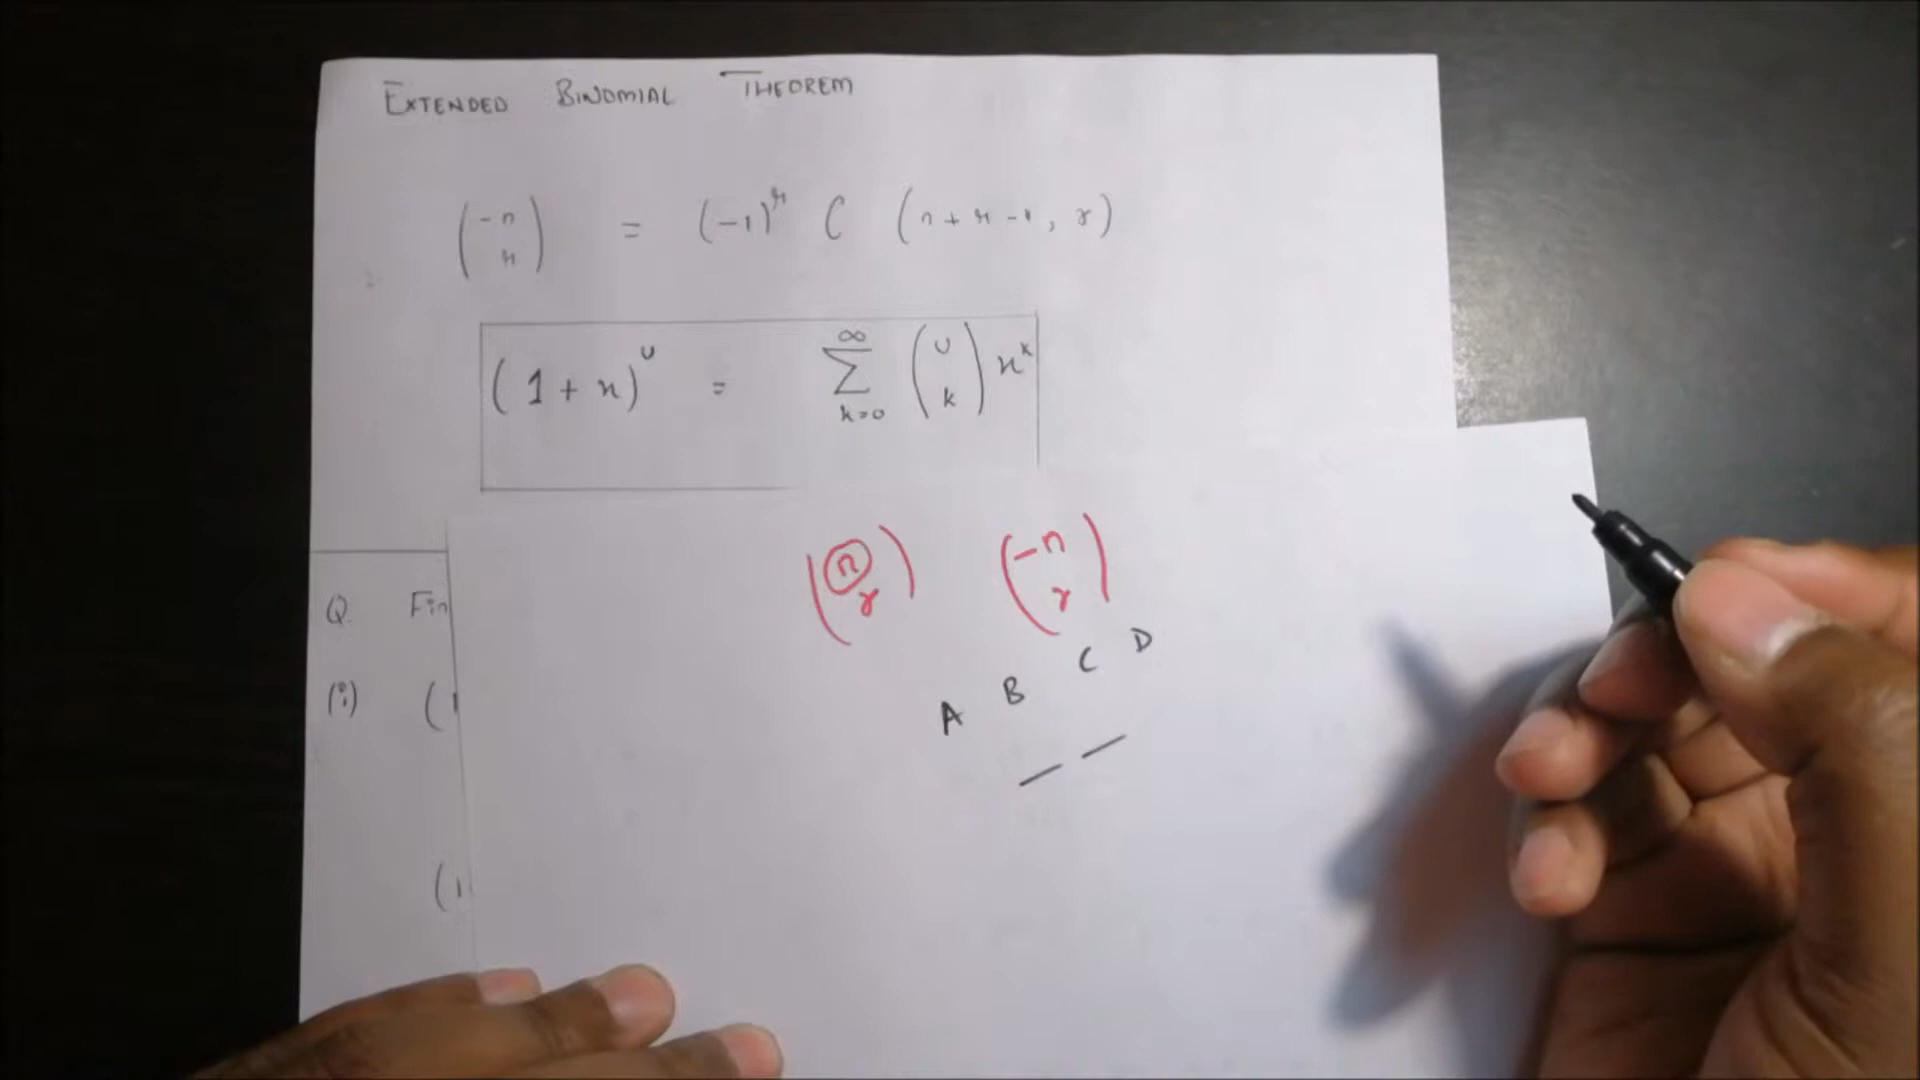 EXTENDED BINOMIAL THEOREM
(-n r) = (-1)^r C (n+r-1, r)
(1+x)^u = ∑_{k=0}^{∞} (u k) x^k
(n r) (-n r)
Q. Fin
A B C D
(i) (1
(1